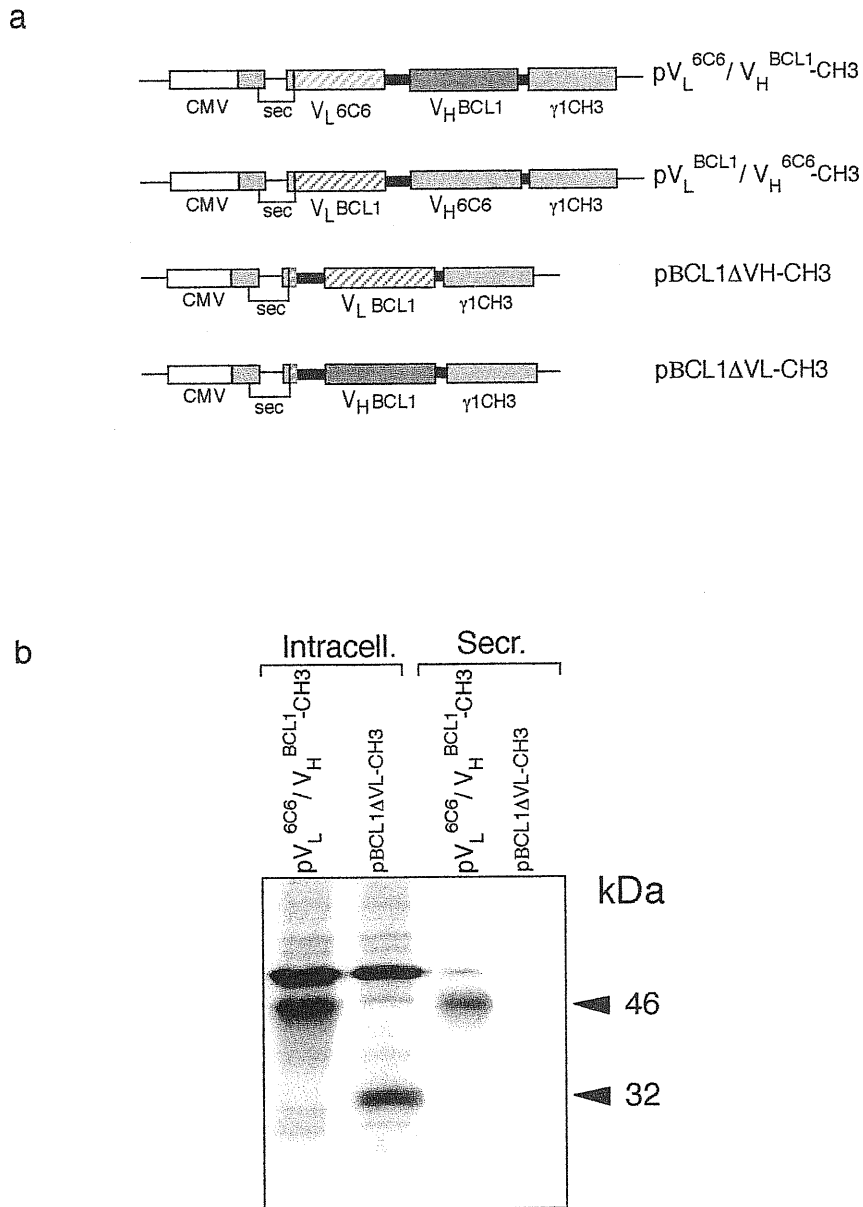 a
pV_L^6C6/ V_H^BCL1-CH3
CMV sec V_L 6C6 V_H BCL1 γ1CH3
pV_L^BCL1/ V_H^6C6-CH3
CMV sec V_L BCL1 V_H 6C6 γ1CH3
pBCL1ΔVH-CH3
CMV sec V_L BCL1 γ1CH3
pBCL1ΔVL-CH3
CMV sec V_H BCL1 γ1CH3
b
Intracell. Secr.
pV_L^6C6/ V_H^BCL1-CH3
pBCL1ΔVL-CH3
pV_L^6C6/ V_H^BCL1-CH3
pBCL1ΔVL-CH3
kDa
46
32